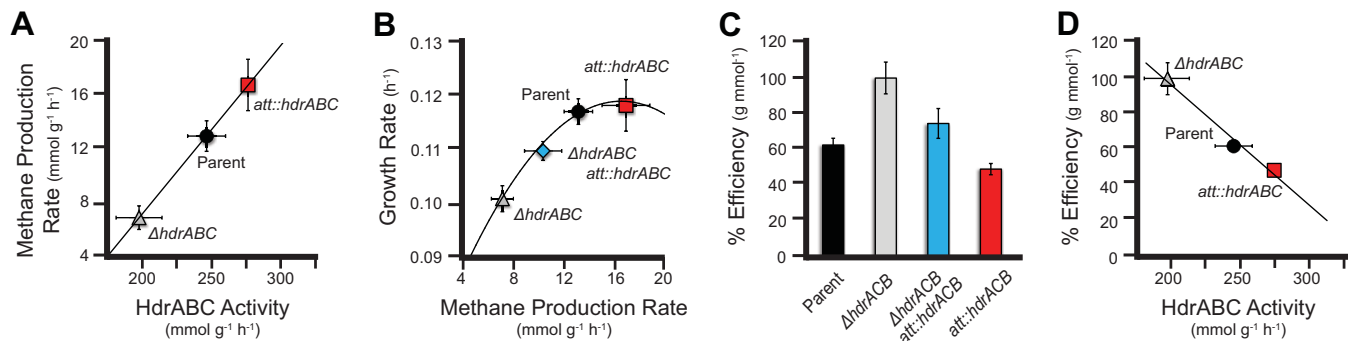 A
Methane Production
Rate (mmol g⁻¹ h⁻¹)
20
16
12
8
4
att::hdrABC
Parent
ΔhdrABC
200
250
300
HdrABC Activity
(mmol g⁻¹ h⁻¹)
B
Growth Rate (h⁻¹)
0.13
0.12
0.11
0.10
0.09
att::hdrABC
Parent
ΔhdrABC
att::hdrABC
ΔhdrABC
4
8
12
16
20
Methane Production Rate
(mmol g⁻¹ h⁻¹)
C
% Efficiency (g mmol⁻¹)
120
100
80
60
40
20
0
Parent
ΔhdrACB
ΔhdrACB
att::hdrACB
att::hdrACB
D
% Efficiency (g mmol⁻¹)
120
100
80
60
40
20
0
ΔhdrABC
Parent
att::hdrABC
200
250
300
HdrABC Activity
(mmol g⁻¹ h⁻¹)